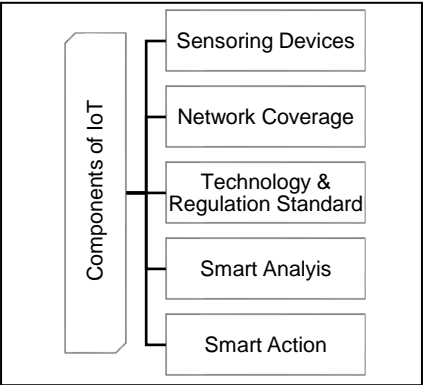 Components of IoT
Sensoring Devices
Network Coverage
Technology &
Regulation Standard
Smart Analyis
Smart Action